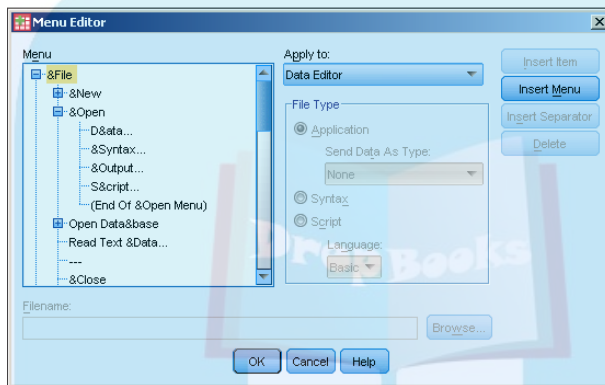 Menu Editor
Menu
&File
&New
&Open
D&ata...
&Syntax...
&Output...
S&cript...
(End Of &Open Menu)
Open Data&base
Read Text &Data...
---
&Close
Apply to:
Data Editor
File Type
Application
Send Data As Type:
None
Syntax
Script
Language:
Basic
Insert Item
Insert Menu
Insert Separator
Delete
Filename:
Browse...
OK
Cancel
Help
DropBooks